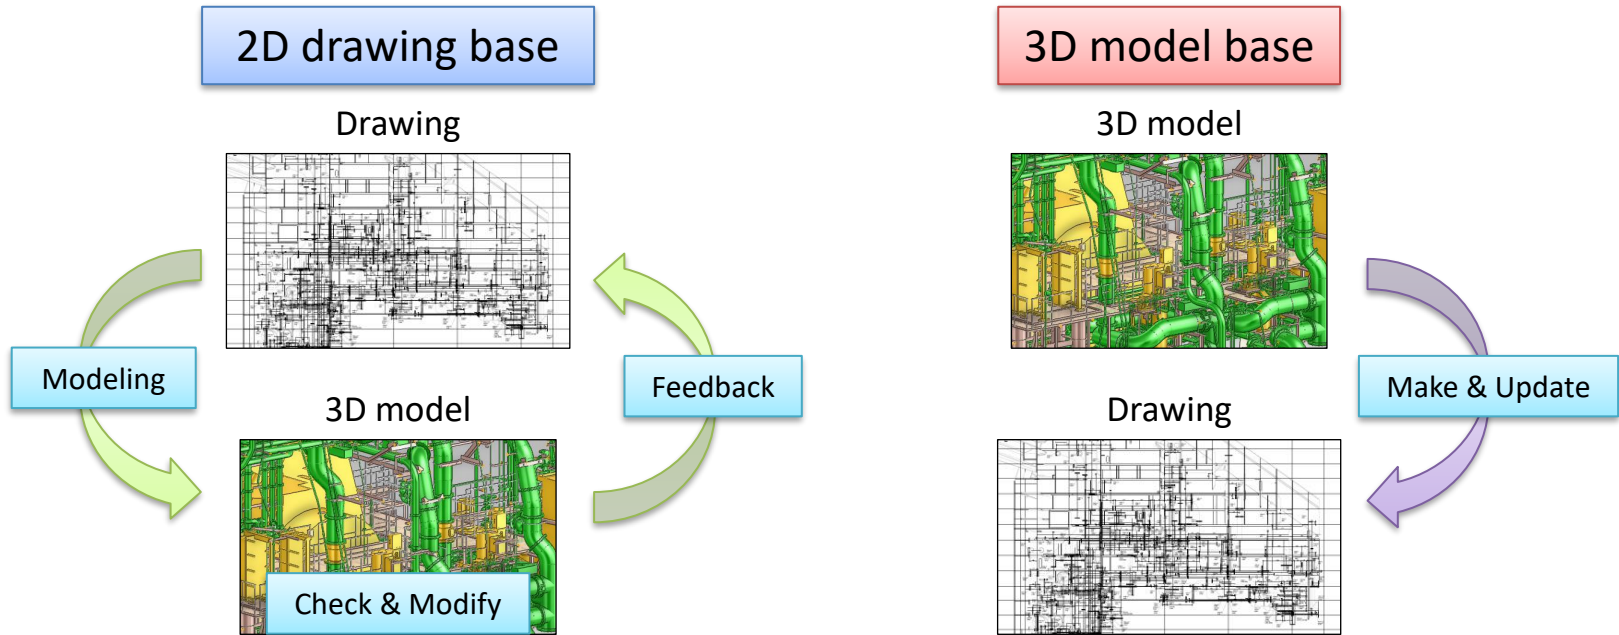 2D drawing base
Drawing
Modeling
Feedback
3D model
Check & Modify
3D model base
3D model
Make & Update
Drawing